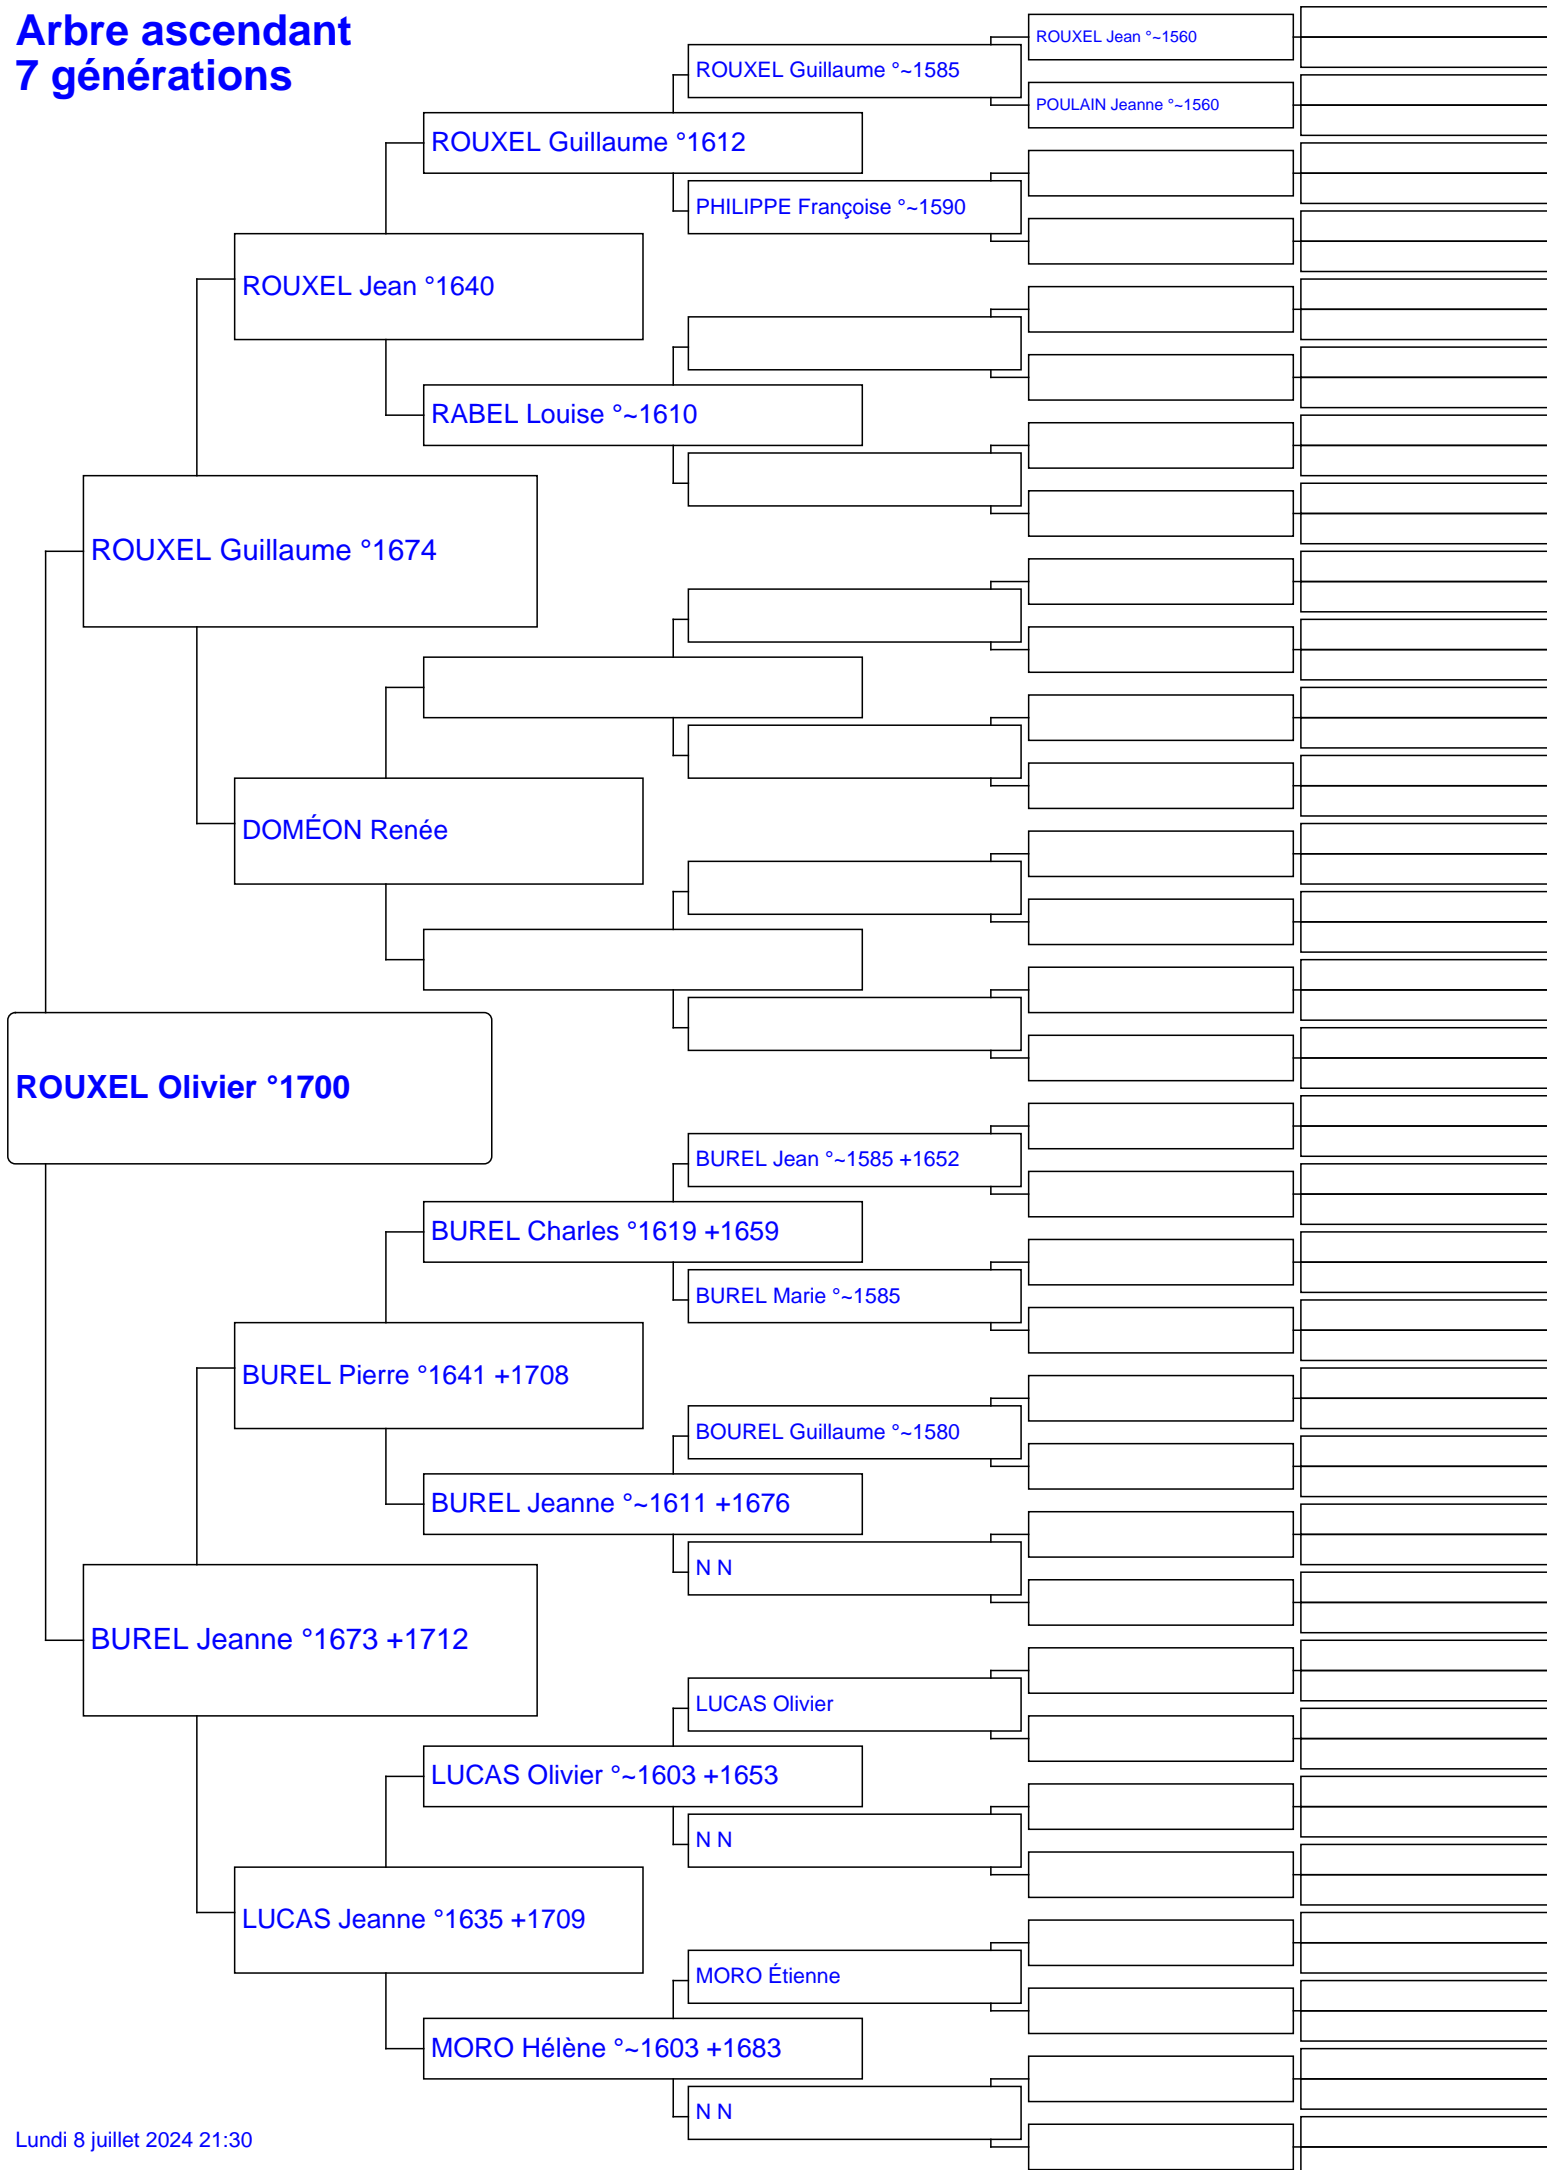 Arbre ascendant
7 générations
ROUXEL Jean °~1560
ROUXEL Guillaume °~1585
POULAIN Jeanne °~1560
ROUXEL Guillaume °1612
PHILIPPE Françoise °~1590
ROUXEL Jean °1640
RABEL Louise °~1610
ROUXEL Guillaume °1674
DOMÉON Renée
ROUXEL Olivier °1700
BUREL Jean °~1585 +1652
BUREL Charles °1619 +1659
BUREL Marie °~1585
BUREL Pierre °1641 +1708
BOUREL Guillaume °~1580
BUREL Jeanne °~1611 +1676
N N
BUREL Jeanne °1673 +1712
LUCAS Olivier
LUCAS Olivier °~1603 +1653
N N
LUCAS Jeanne °1635 +1709
MORO Étienne
MORO Hélène °~1603 +1683
N N
Lundi 8 juillet 2024 21:30